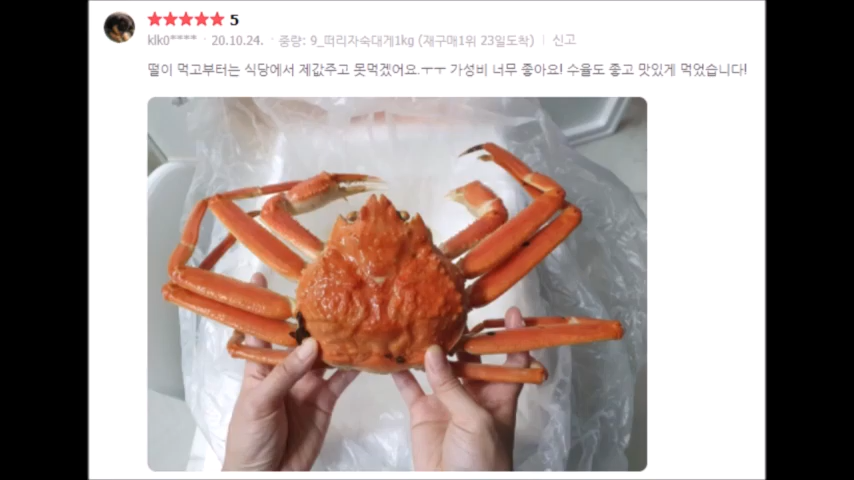 ★★★★★ 5
klk0**** · 20.10.24. · 중량: 9_떠리자숙대게1kg (재구매1위 23일도착) | 신고
떨이 먹고부터는 식당에서 제값주고 못먹겠어요.ㅜㅜ 가성비 너무 좋아요! 수율도 좋고 맛있게 먹었습니다!